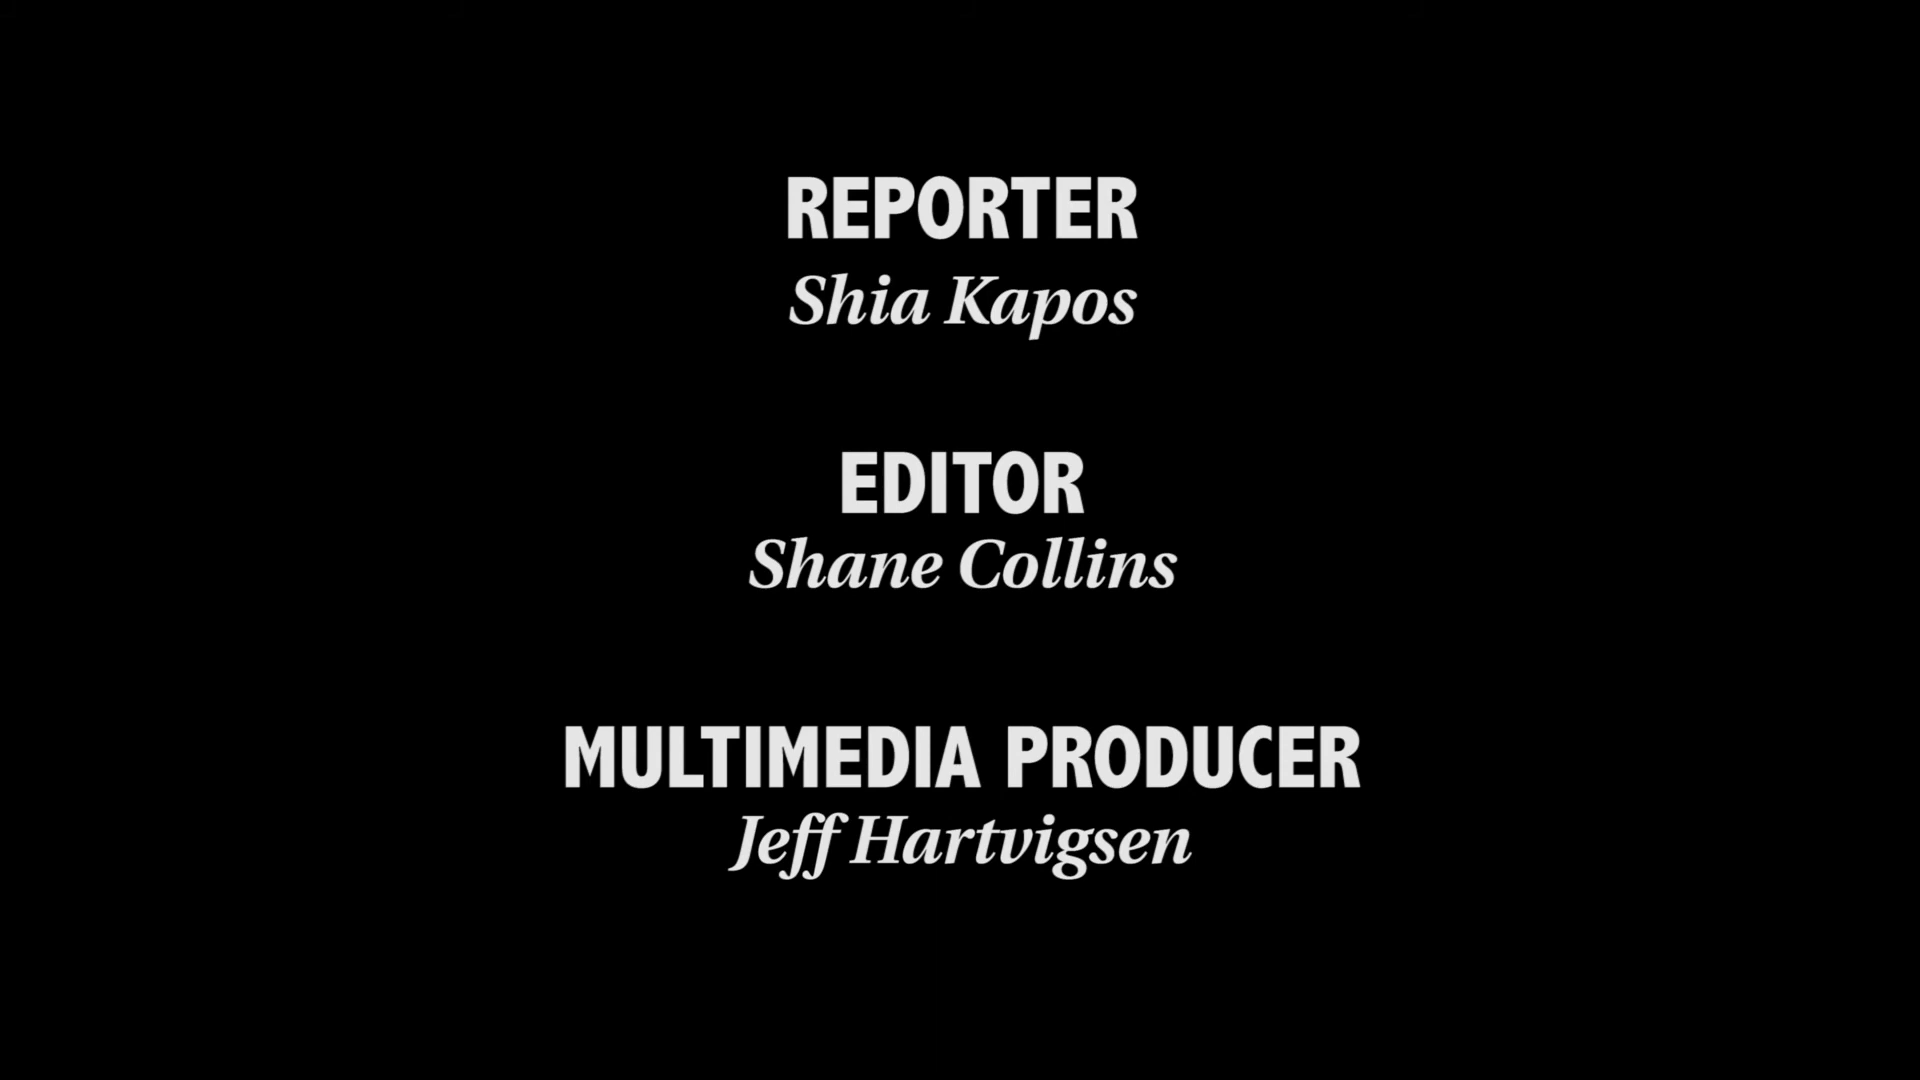 REPORTER
Shia Kapos
EDITOR
Shane Collins
MULTIMEDIA PRODUCER
Jeff Hartvigsen